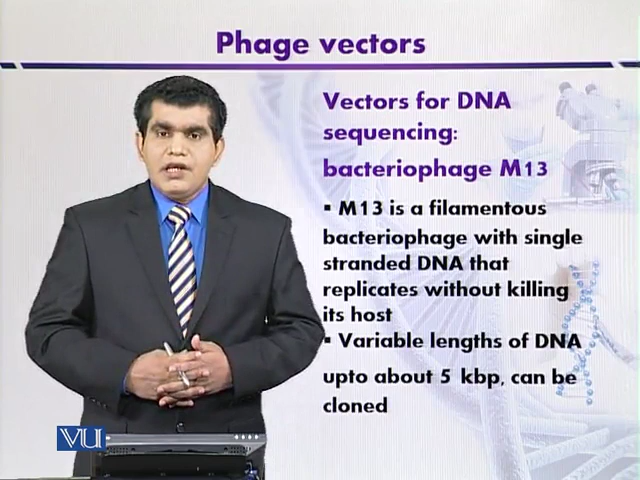 Phage vectors
Vectors for DNA
sequencing:
bacteriophage M13
▪ M13 is a filamentous
bacteriophage with single
stranded DNA that
replicates without killing
its host
▪ Variable lengths of DNA
upto about 5 kbp, can be
cloned
VU